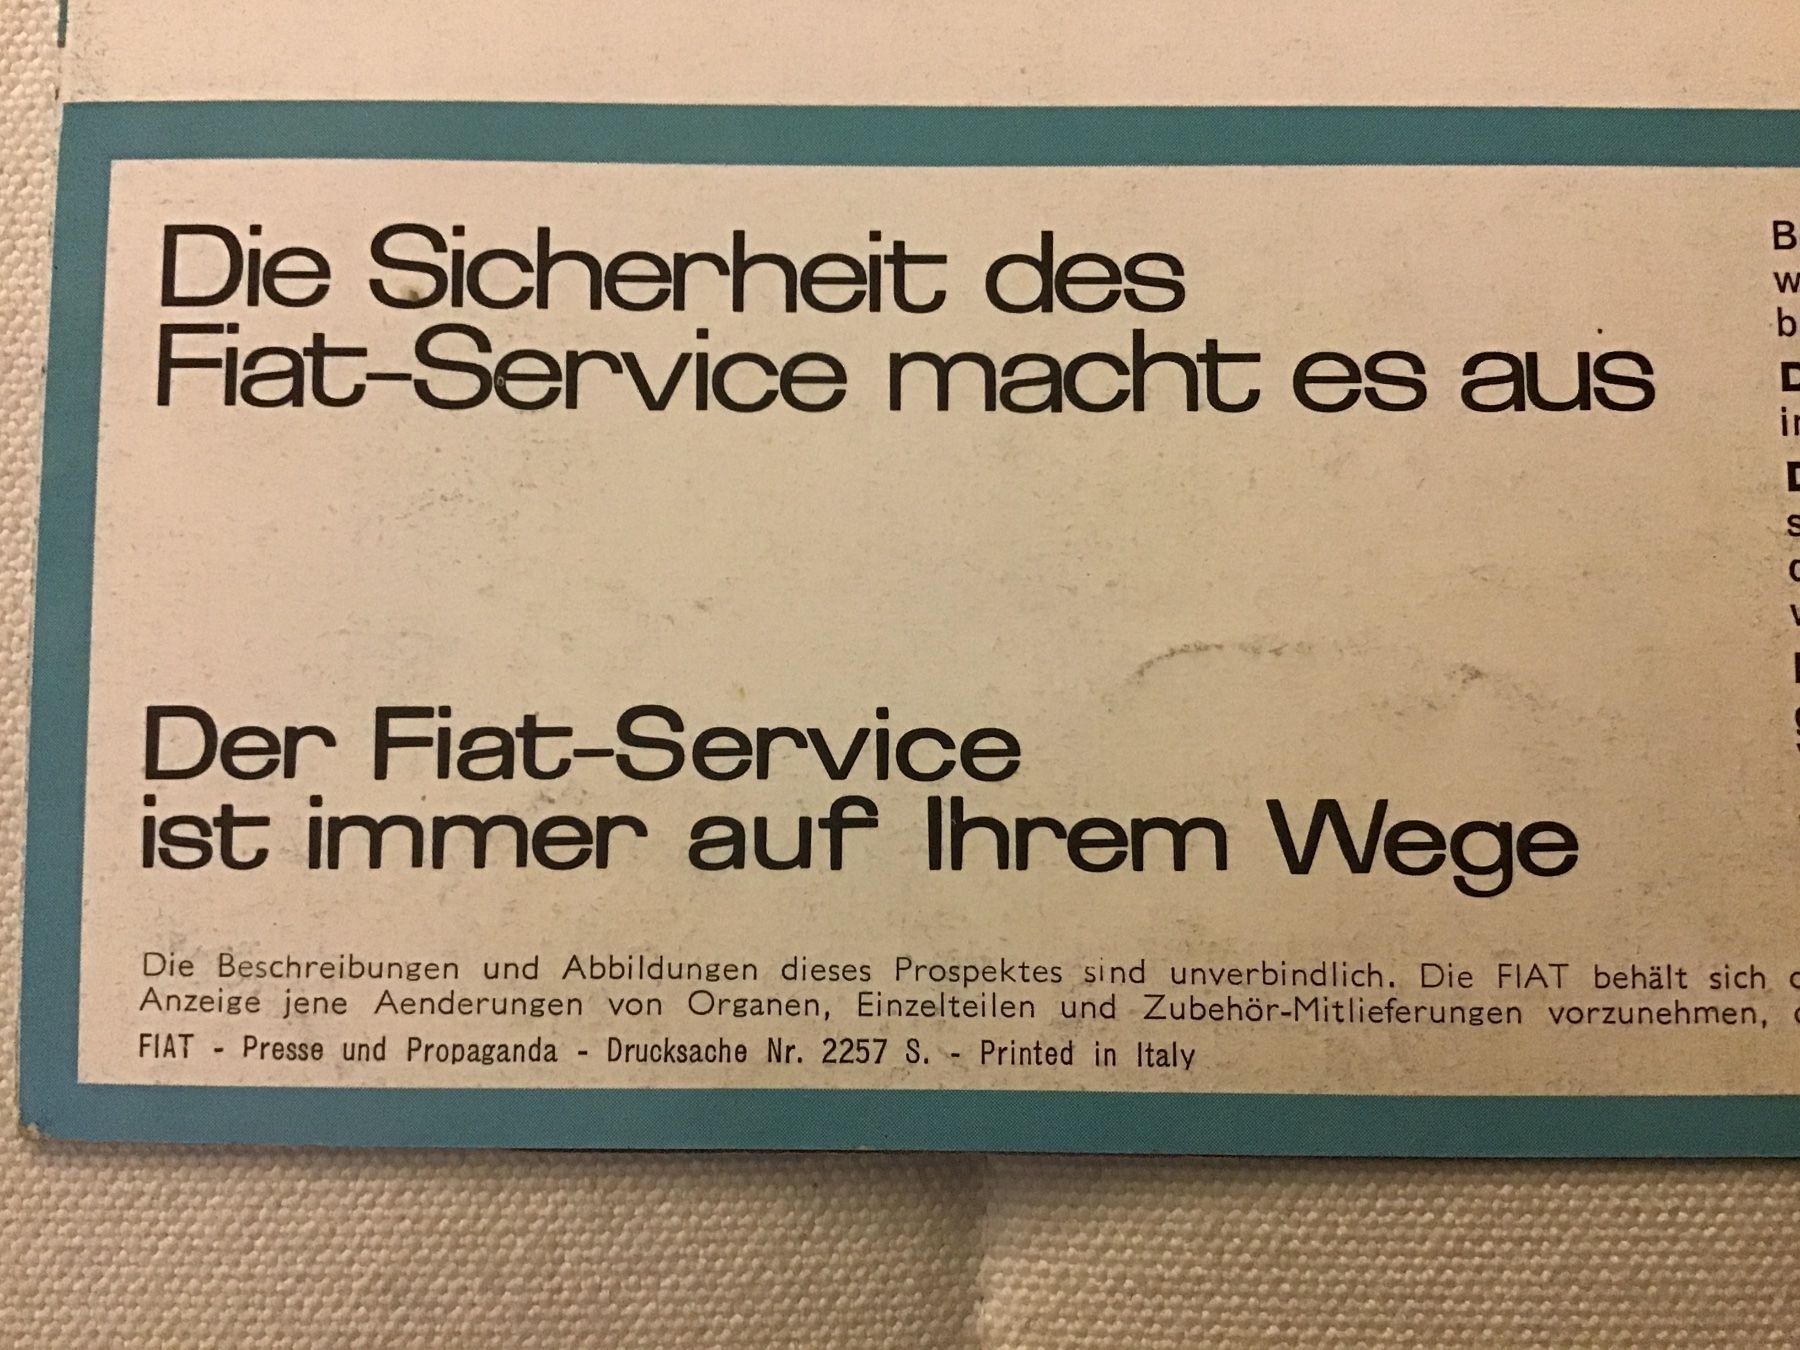 Die Sicherheit des
Fiat-Service macht es aus
Der Fiat-Service
ist immer auf Ihrem Wege
Die Beschreibungen und Abbildungen dieses Prospektes sind unverbindlich. Die FIAT behält sich
Anzeige jene Aenderungen von Organen, Einzelteilen und Zubehör-Mitlieferungen vorzunehmen,
FIAT - Presse und Propaganda - Drucksache Nr. 2257 S. - Printed in Italy